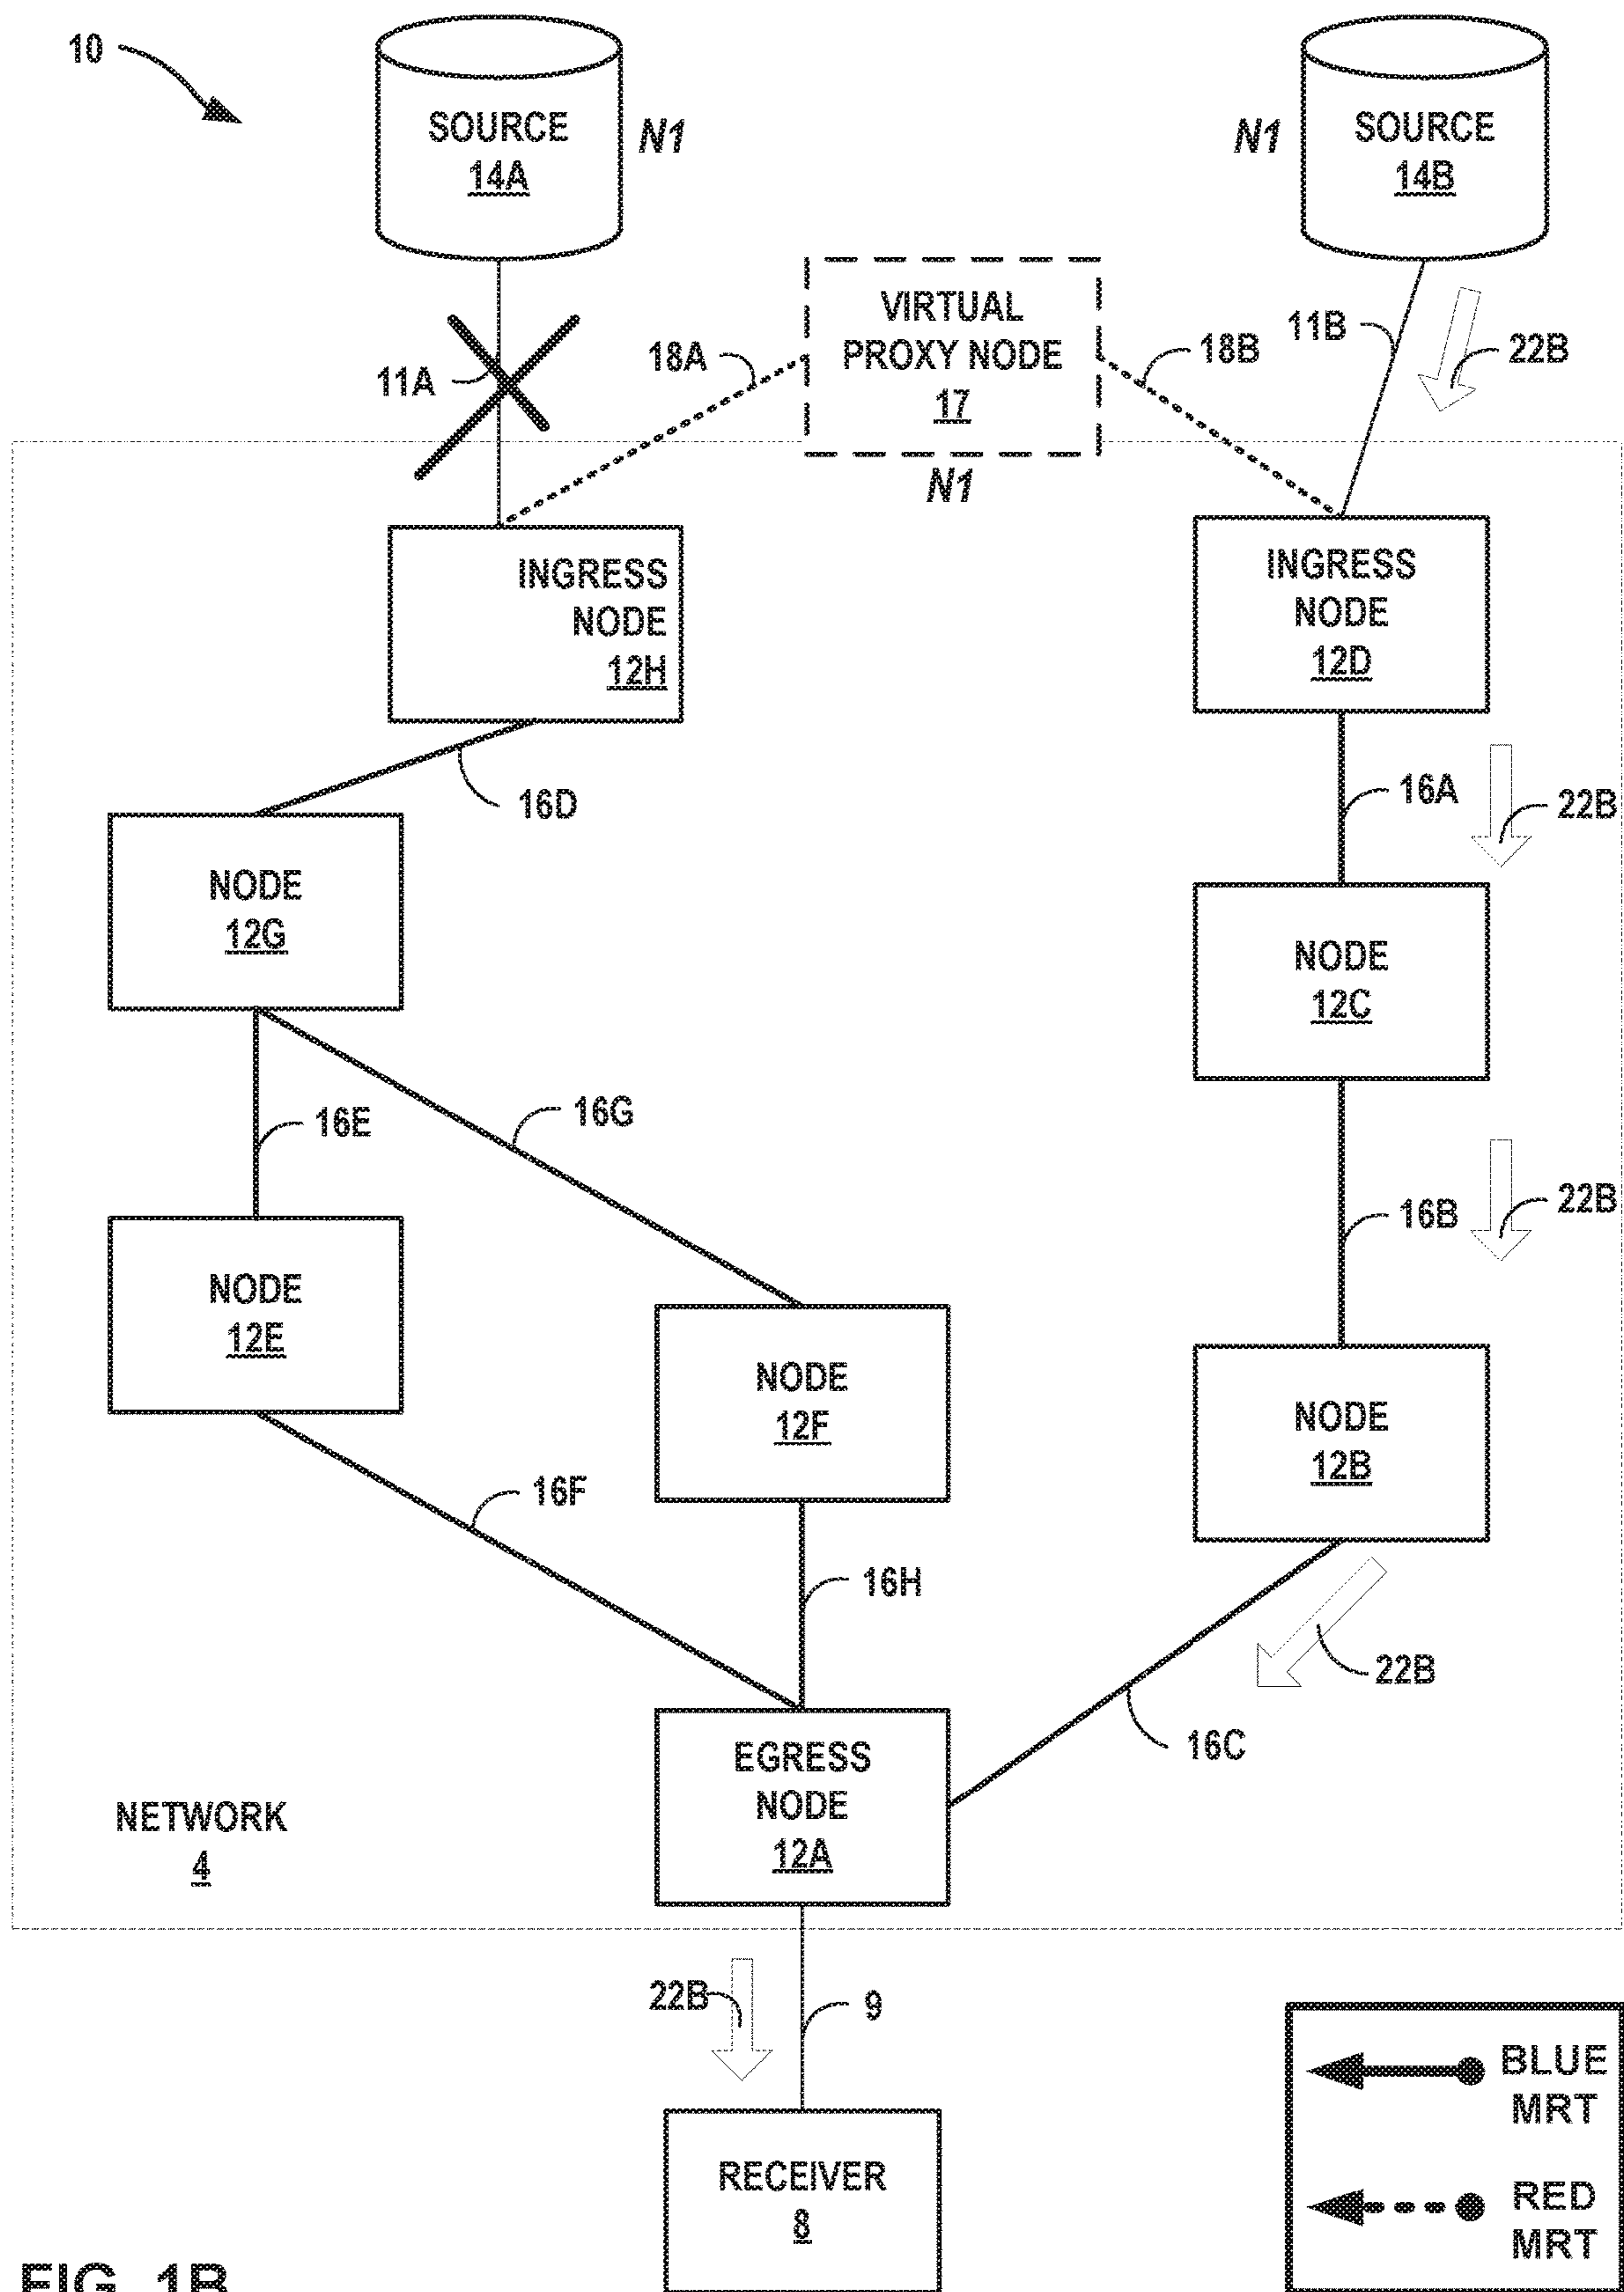 10
SOURCE
14A
N1
N1
SOURCE
14B
VIRTUAL
PROXY NODE
17
N1
11A
18A
18B
11B
22B
INGRESS
NODE
12H
INGRESS
NODE
12D
16D
16A
22B
NODE
12G
NODE
12C
16E
16G
16B
22B
NODE
12E
NODE
12F
NODE
12B
16F
16H
22B
16C
EGRESS
NODE
12A
NETWORK
4
22B
9
BLUE
MRT
RECEIVER
8
RED
MRT
FIG. 1B